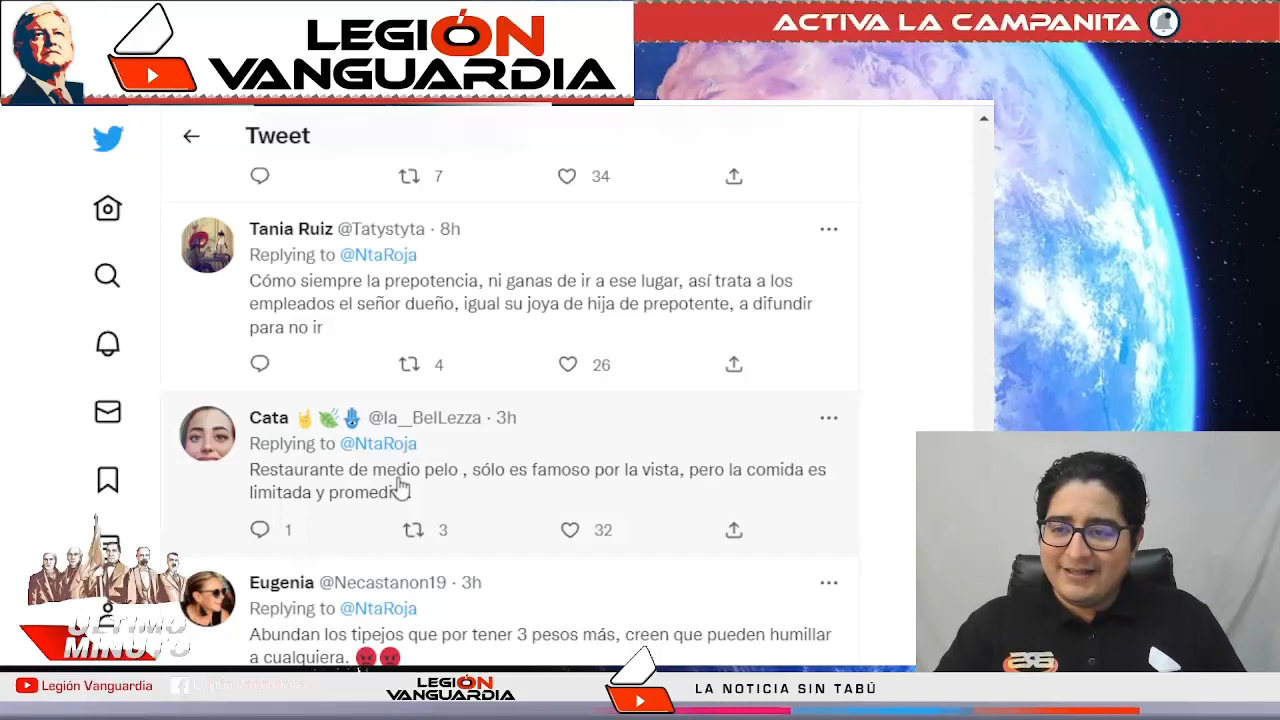 LEGIÓN
VANGUARDIA
ACTIVA LA CAMPANITA
Tweet
7
34
Tania Ruiz @Tatystyta · 8h
Replying to @NtaRoja
Cómo siempre la prepotencia, ni ganas de ir a ese lugar, así trata a los
empleados el señor dueño, igual su joya de hija de prepotente, a difundir
para no ir
4
26
Cata @la__BelLezza · 3h
Replying to @NtaRoja
Restaurante de medio pelo , sólo es famoso por la vista, pero la comida es
limitada y
1
3
32
Eugenia @Necastanon19 · 3h
Replying to @NtaRoja
Abundan los tipejos que por tener 3 pesos más, creen que pueden humillar
a cualquiera.
ÚLTIMO
MINUTO
Legión Vanguardia
LEGIÓN
VANGUARDIA
LA NOTICIA SIN TABÚ